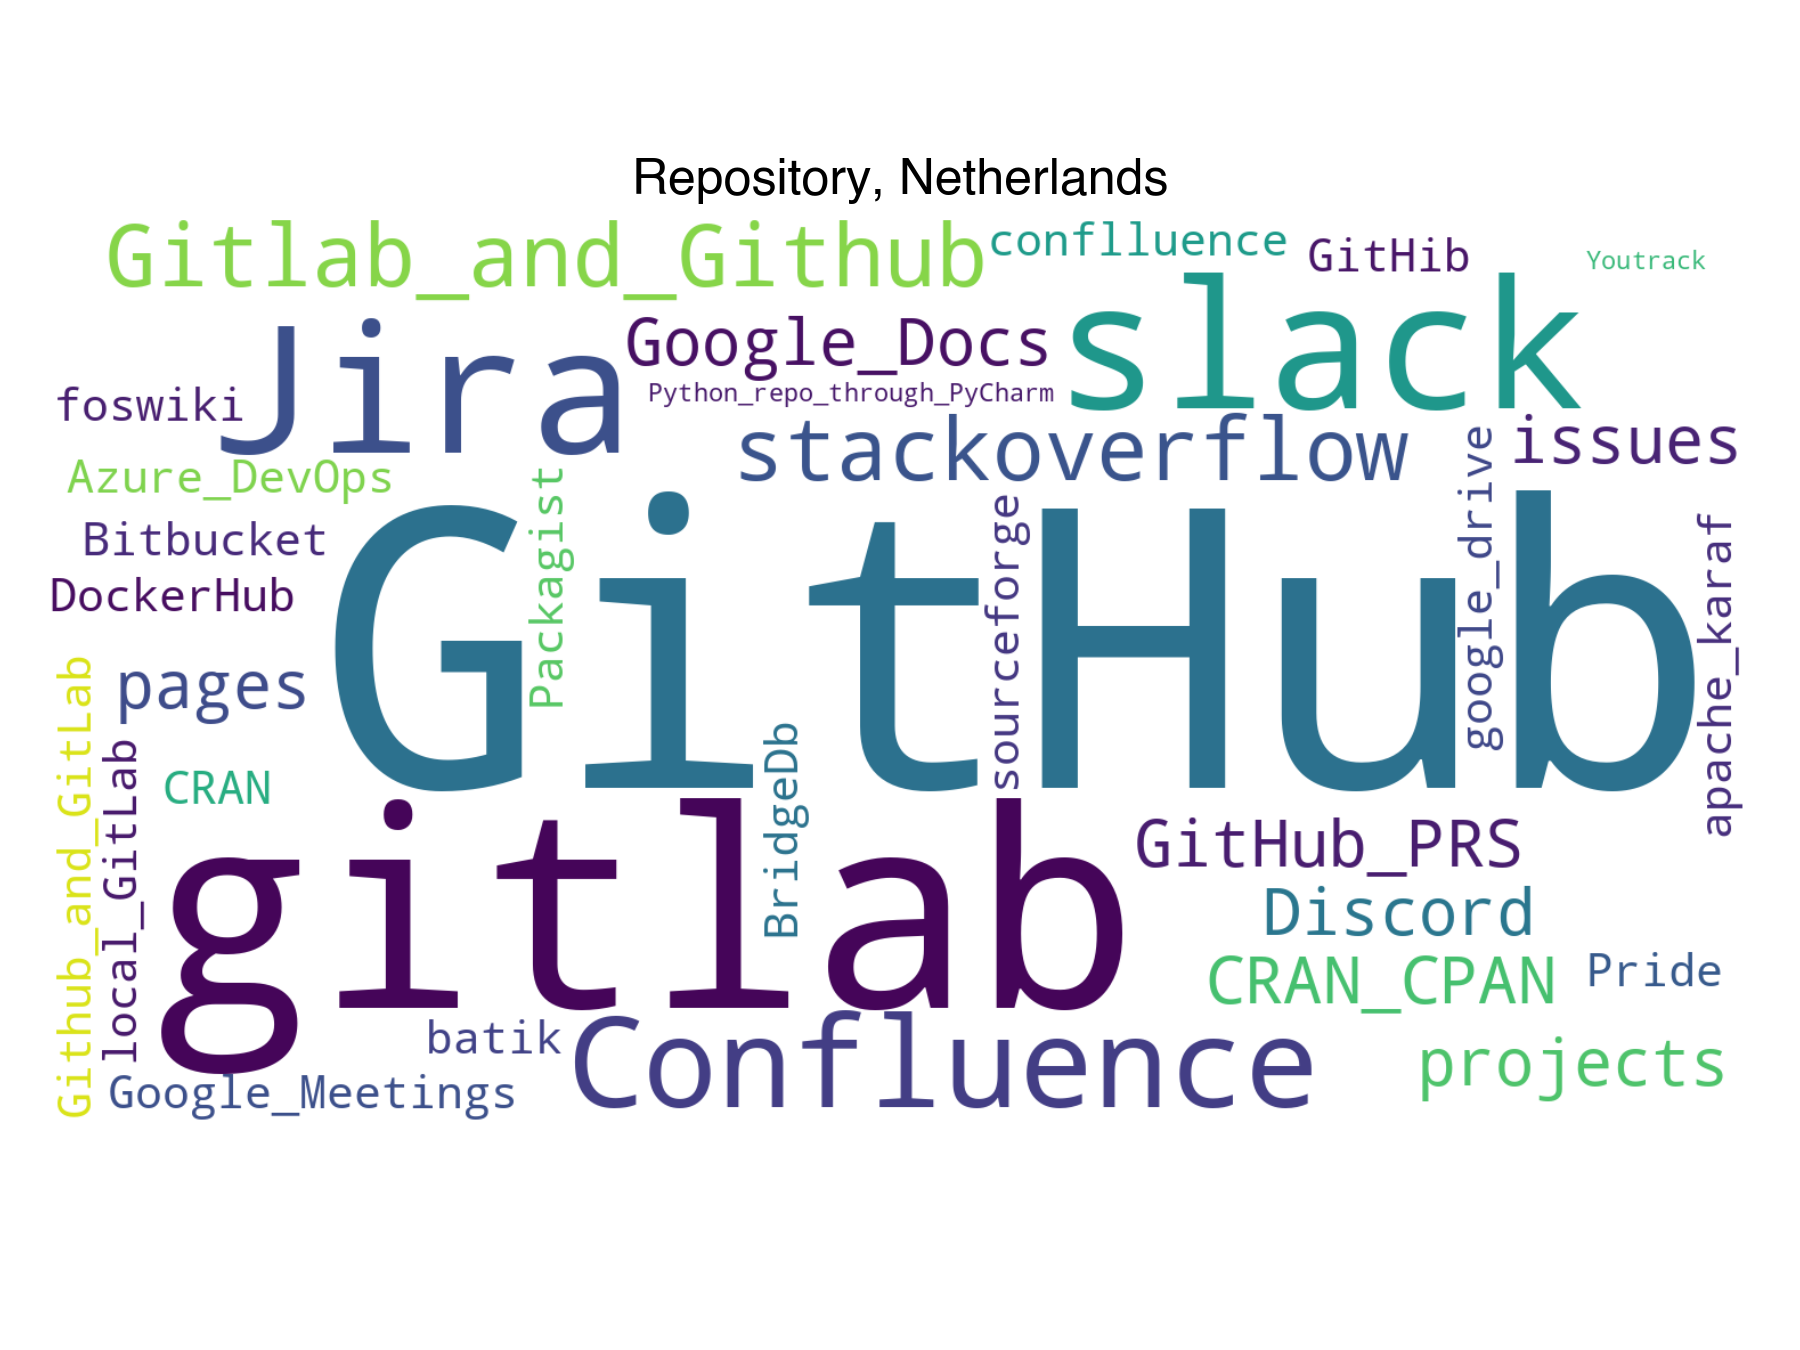 Repository, Netherlands
Gitlab_and_Github
conflluence
GitHib
Youtrack
Jira
Google_Docs
slack
Python_repo_through_PyCharm
foswiki
stackoverflow
issues
Azure_DevOps
Packagist
google_drive
Bitbucket
GitHub
sourceforge
apache_karaf
DockerHub
pages
Github_and_GitLab
local_GitLab
CRAN
BridgeDb
gitlab
GitHub_PRS
Discord
CRAN_CPAN
Pride
batik
Confluence
projects
Google_Meetings